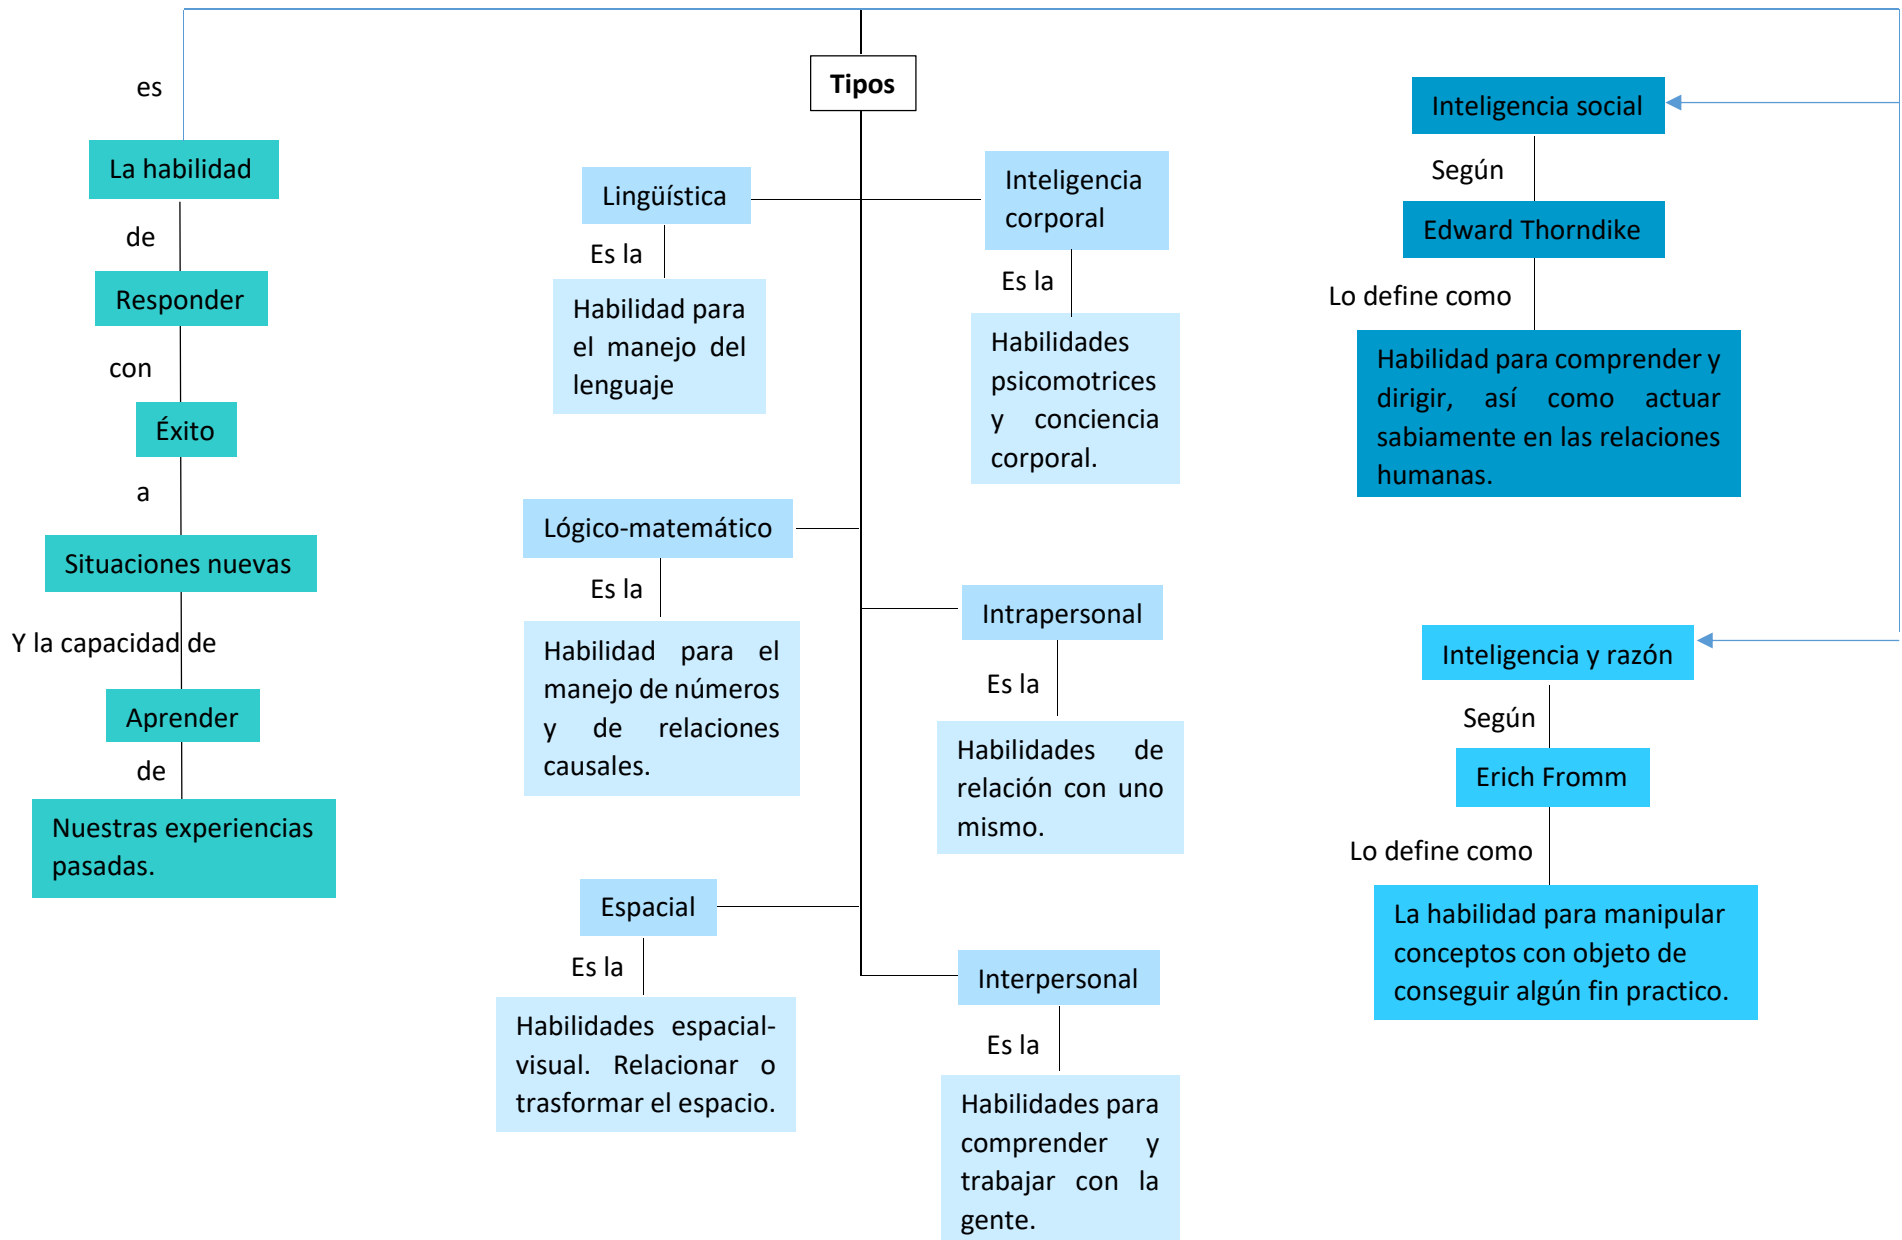 es
La habilidad
de
Responder
con
Éxito
a
Situaciones nuevas
Y la capacidad de
Aprender
de
Nuestras experiencias
pasadas.
Tipos
Lingüística
Es la
Habilidad para
el manejo del
lenguaje
Lógico-matemático
Es la
Habilidad para el
manejo de números
y de relaciones
causales.
Espacial
Es la
Habilidades espacial-
visual. Relacionar o
trasformar el espacio.
Inteligencia
corporal
Es la
Habilidades
psicomotrices
y conciencia
corporal.
Intrapersonal
Es la
Habilidades de
relación con uno
mismo.
Interpersonal
Es la
Habilidades para
comprender y
trabajar con la
gente.
Inteligencia social
Según
Edward Thorndike
Lo define como
Habilidad para comprender y
dirigir, así como actuar
sabiamente en las relaciones
humanas.
Inteligencia y razón
Según
Erich Fromm
Lo define como
La habilidad para manipular
conceptos con objeto de
conseguir algún fin practico.